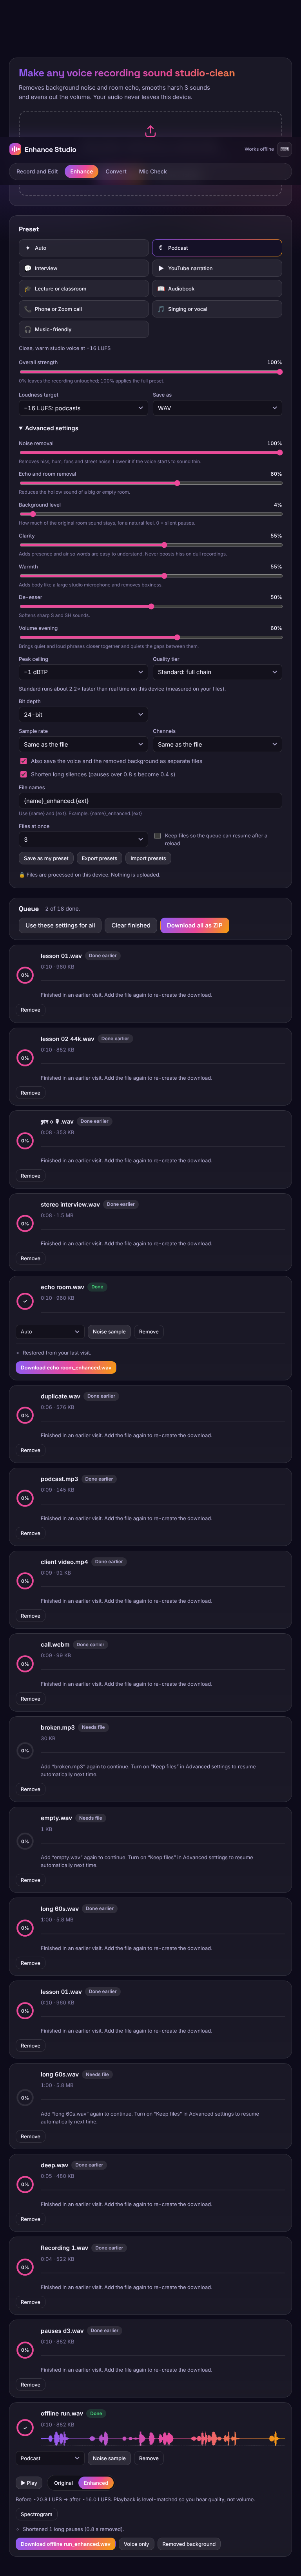 Make any voice recording sound studio-clean
Removes background noise and room echo, smooths harsh S sounds
and evens out the volume. Your audio never leaves this device.
Enhance Studio
Works offline
Record and Edit
Enhance
Convert
Mic Check
Preset
Auto
Podcast
Interview
YouTube narration
Lecture or classroom
Audiobook
Phone or Zoom call
Singing or vocal
Music-friendly
Close, warm studio voice at −16 LUFS
Overall strength 100%
0% leaves the recording untouched; 100% applies the full preset.
Loudness target Save as
−16 LUFS: podcasts WAV
Advanced settings
Noise removal 100%
Removes hiss, hum, fans and street noise. Lower it if the voice starts to sound thin.
Echo and room removal 60%
Reduces the hollow sound of a big or empty room.
Background level 4%
How much of the original room sound stays, for a natural feel. 0 = silent pauses.
Clarity 55%
Adds presence and air so words are easy to understand. Never boosts hiss on dull recordings.
Warmth 55%
Adds body like a large studio microphone and removes boxiness.
De-esser 50%
Softens sharp S and SH sounds.
Volume evening 60%
Brings quiet and loud phrases closer together and quiets the gaps between them.
Peak ceiling Quality tier
−1 dBTP Standard: full chain
Standard runs about 2.2× faster than real time on this device (measured on your files).
Bit depth
24-bit
Sample rate Channels
Same as the file Same as the file
Also save the voice and the removed background as separate files
Shorten long silences (pauses over 0.8 s become 0.4 s)
File names
{name}_enhanced.{ext}
Use {name} and {ext}. Example: {name}_enhanced.{ext}
Files at once
3
Keep files so the queue can resume after a
reload
Save as my preset Export presets Import presets
Files are processed on this device. Nothing is uploaded.
Queue 2 of 18 done.
Use these settings for all Clear finished Download all as ZIP
lesson 01.wav Done earlier
0:10 · 960 KB
0%
Finished in an earlier visit. Add the file again to re-create the download.
Remove
lesson 02 44k.wav Done earlier
0:10 · 882 KB
0%
Finished in an earlier visit. Add the file again to re-create the download.
Remove
.wav Done earlier
0:08 · 353 KB
0%
Finished in an earlier visit. Add the file again to re-create the download.
Remove
stereo interview.wav Done earlier
0:08 · 1.5 MB
0%
Finished in an earlier visit. Add the file again to re-create the download.
Remove
echo room.wav Done
0:10 · 960 KB
Auto Noise sample Remove
Restored from your last visit.
Download echo room_enhanced.wav
duplicate.wav Done earlier
0:06 · 576 KB
0%
Finished in an earlier visit. Add the file again to re-create the download.
Remove
podcast.mp3 Done earlier
0:09 · 145 KB
0%
Finished in an earlier visit. Add the file again to re-create the download.
Remove
client video.mp4 Done earlier
0:09 · 92 KB
0%
Finished in an earlier visit. Add the file again to re-create the download.
Remove
call.webm Done earlier
0:09 · 99 KB
0%
Finished in an earlier visit. Add the file again to re-create the download.
Remove
broken.mp3 Needs file
30 KB
0%
Add "broken.mp3" again to continue. Turn on "Keep files" in Advanced settings to resume
automatically next time.
Remove
empty.wav Needs file
1 KB
0%
Add "empty.wav" again to continue. Turn on "Keep files" in Advanced settings to resume
automatically next time.
Remove
long 60s.wav Done earlier
1:00 · 5.8 MB
0%
Finished in an earlier visit. Add the file again to re-create the download.
Remove
lesson 01.wav Done earlier
0:10 · 960 KB
0%
Finished in an earlier visit. Add the file again to re-create the download.
Remove
long 60s.wav Needs file
1:00 · 5.8 MB
0%
Add "long 60s.wav" again to continue. Turn on "Keep files" in Advanced settings to resume
automatically next time.
Remove
deep.wav Done earlier
0:05 · 480 KB
0%
Finished in an earlier visit. Add the file again to re-create the download.
Remove
Recording 1.wav Done earlier
0:04 · 523 KB
0%
Finished in an earlier visit. Add the file again to re-create the download.
Remove
pauses d3.wav Done earlier
0:10 · 882 KB
0%
Finished in an earlier visit. Add the file again to re-create the download.
Remove
offline run.wav Done
0:10 · 882 KB
Podcast Noise sample Remove
Play Original Enhanced
Before −20.8 LUFS → after −16.0 LUFS. Playback is level-matched so you hear quality, not volume.
Spectrogram
Shortened 1 long pauses (0.8 s removed).
Download offline run_enhanced.wav Voice only Removed background